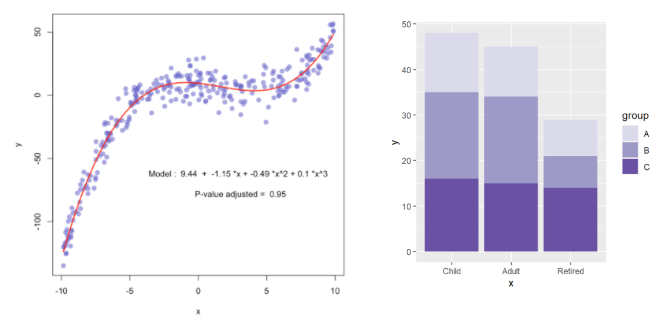 50
0
-50
-100
y
Model : 9.44 + -1.15 *x + -0.49 *x^2 + 0.1 *x^3
P-value adjusted = 0.95
-10 -5 0 5 10
x
50
40
30
20
10
0
y
Child Adult Retired
x
group
A
B
C